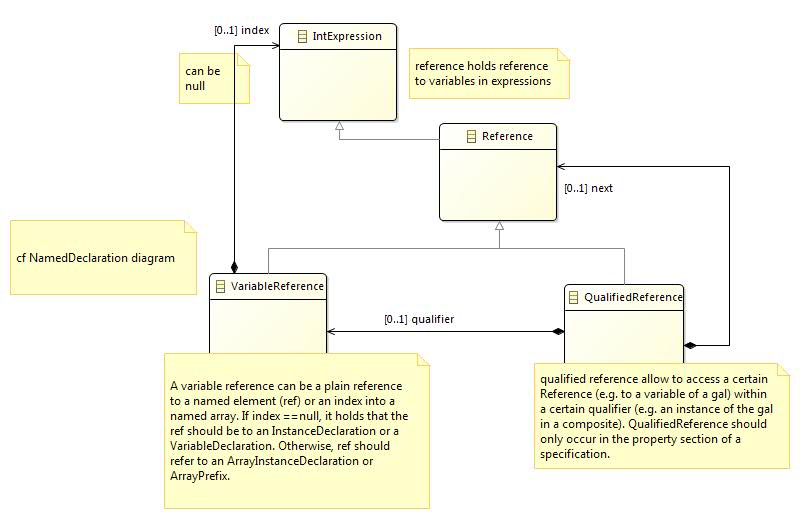 [0..1] index
IntExpression
can be
null
reference holds reference
to variables in expressions
Reference
[0..1] next
cf NamedDeclaration diagram
VariableReference
QualifiedReference
[0..1] qualifier
A variable reference can be a plain reference
to a named element (ref) or an index into a
named array. If index ==null, it holds that the
ref should be to an InstanceDeclaration or a
VariableDeclaration. Otherwise, ref should
refer to an ArrayInstanceDeclaration or
ArrayPrefix.
qualified reference allow to access a certain
Reference (e.g. to a variable of a gal) within
a certain qualifier (e.g. an instance of the gal
in a composite). QualifiedReference should
only occur in the property section of a
specification.